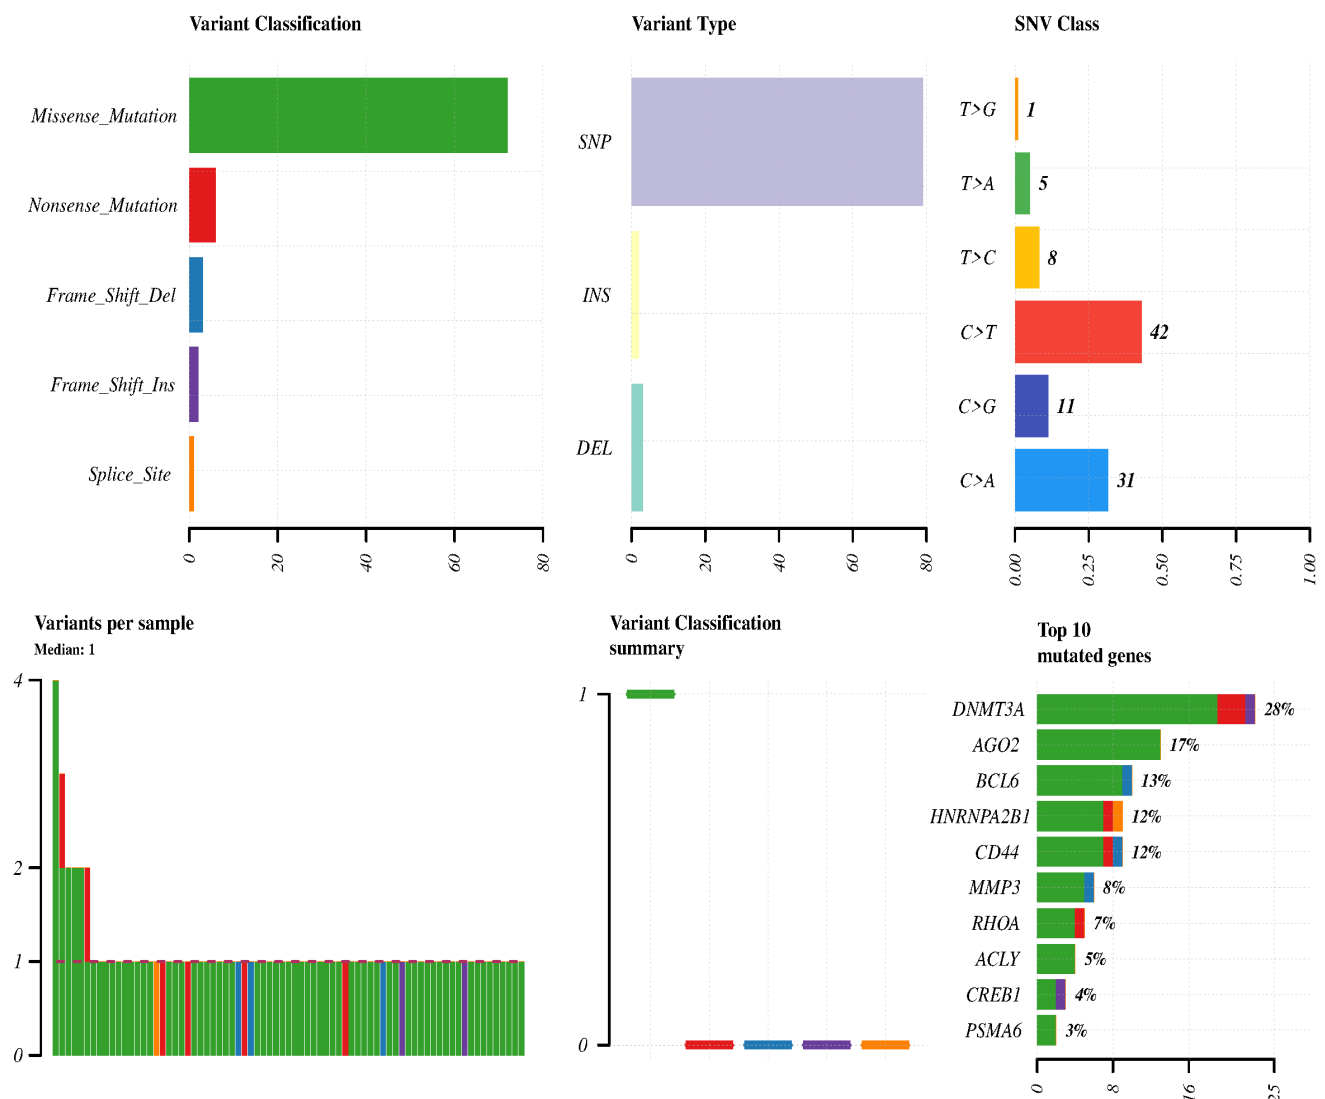 Variant Classification
Missense_Mutation
Nonsense_Mutation
Frame_Shift_Del
Frame_Shift_Ins
Splice_Site
0
20
40
60
80
Variant Type
SNP
INS
DEL
0
20
40
60
80
SNV Class
T>G
1
T>A
5
T>C
8
C>T
42
C>G
11
C>A
31
0.00
0.25
0.50
0.75
1.00
Variants per sample
Median: 1
4
2
1
0
Variant Classification
summary
1
0
Top 10
mutated genes
DNMT3A
28%
AGO2
17%
BCL6
13%
HNRNPA2B1
12%
CD44
12%
MMP3
8%
RHOA
7%
ACLY
5%
CREB1
4%
PSMA6
3%
0
8
16
25